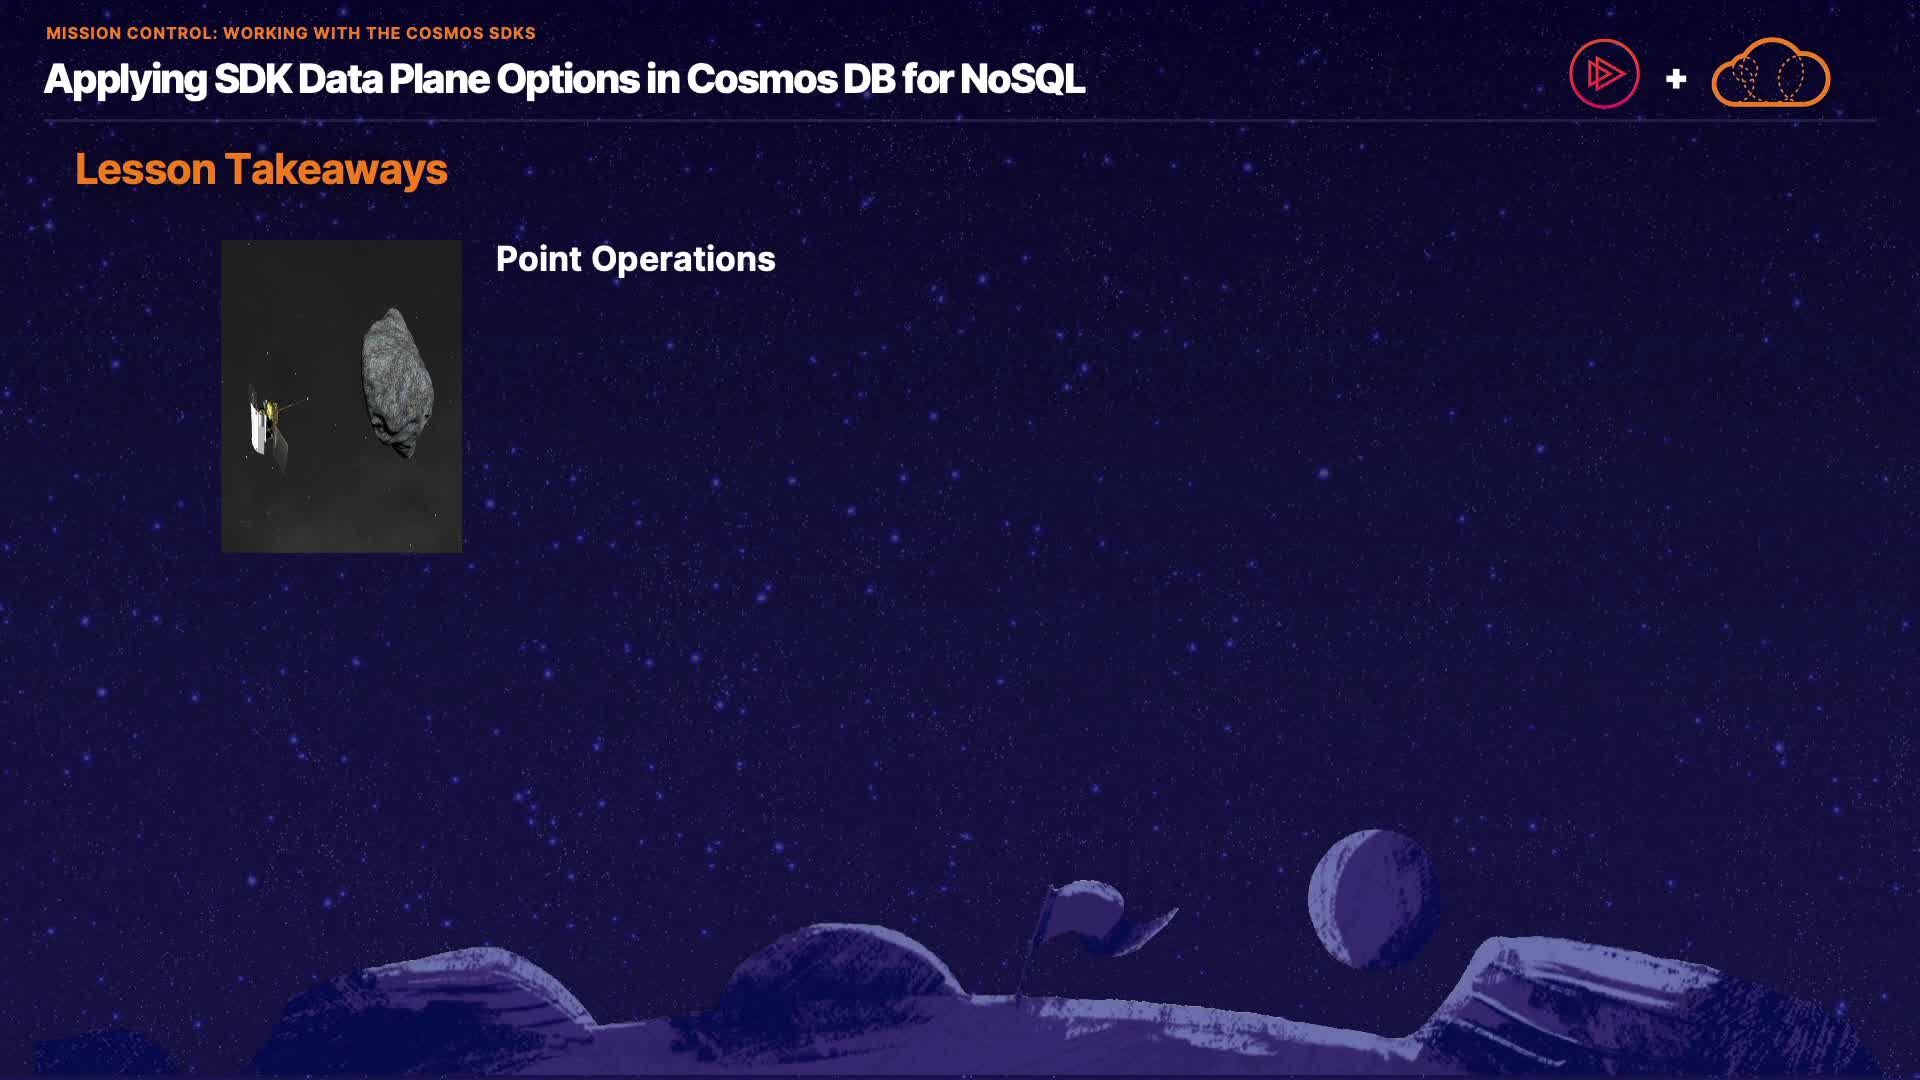 MISSION CONTROL: WORKING WITH THE COSMOS SDKS
Applying SDK Data Plane Options in Cosmos DB for NoSQL
+
Lesson Takeaways
Point Operations